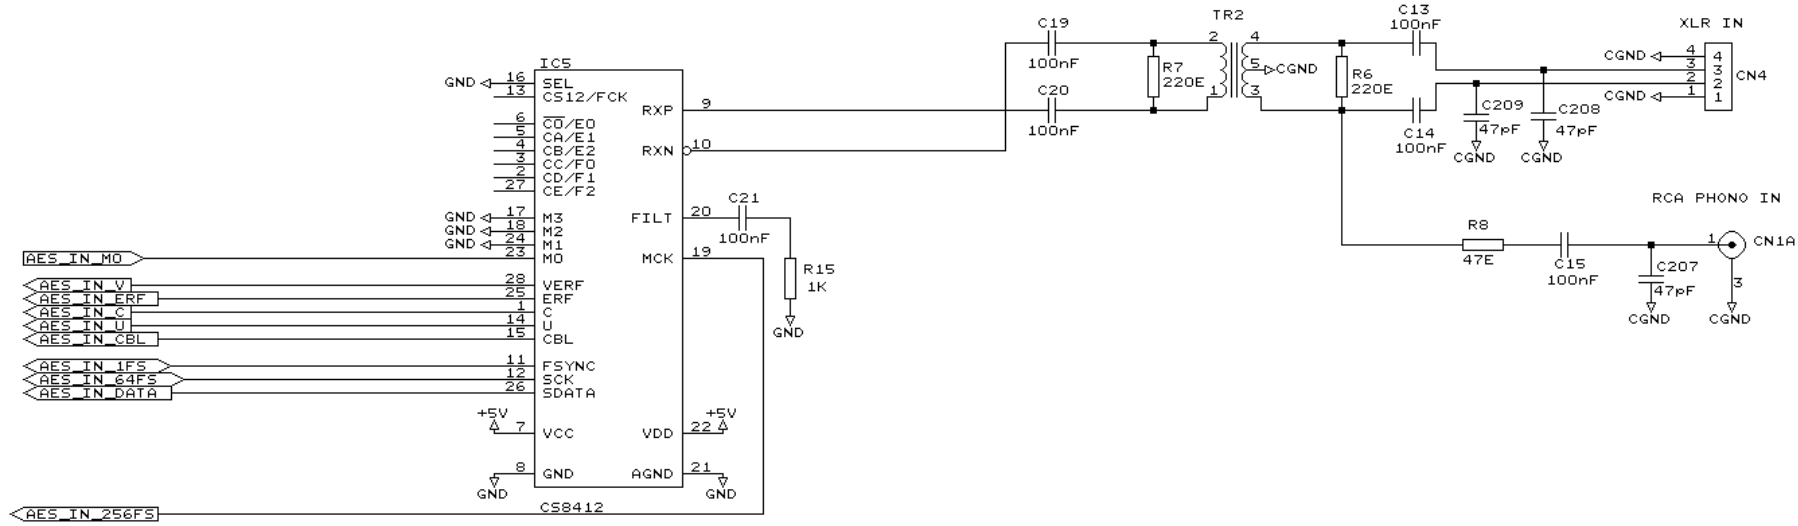 IC5
GND 16 SEL
13 CS12/FCK
6 C0/E0
5 CA/E1
4 CB/E2
3 CC/F0
2 CD/F1
27 CE/F2
GND 17 M3
GND 18 M2
GND 24 M1
AES_IN_M0 23 M0
AES_IN_V 28 VERF
AES_IN_ERF 25 ERF
AES_IN_C 1 C
AES_IN_U 14 U
AES_IN_CBL 15 CBL
AES_IN_1FS 11 FSYNC
AES_IN_64FS 12 SCK
AES_IN_DATA 26 SDATA
+5V 7 VCC
8 GND
GND
RXP 9
RXN 10
FILT 20
MCK 19
VDD 22 +5V
AGND 21
GND
CS8412
AES_IN_256FS
C21
100nF
R15
1K
GND
C19
100nF
C20
100nF
R7
220E
TR2
2 4
5 CGND
1 3
R6
220E
C13
100nF
C14
100nF
XLR IN
CGND 4 4
3 3
2 2
CGND 1 1
CN4
C209
47pF
CGND
C208
47pF
CGND
RCA PHONO IN
R8
47E
C15
100nF
1 CN1A
C207
47pF
CGND
3
CGND